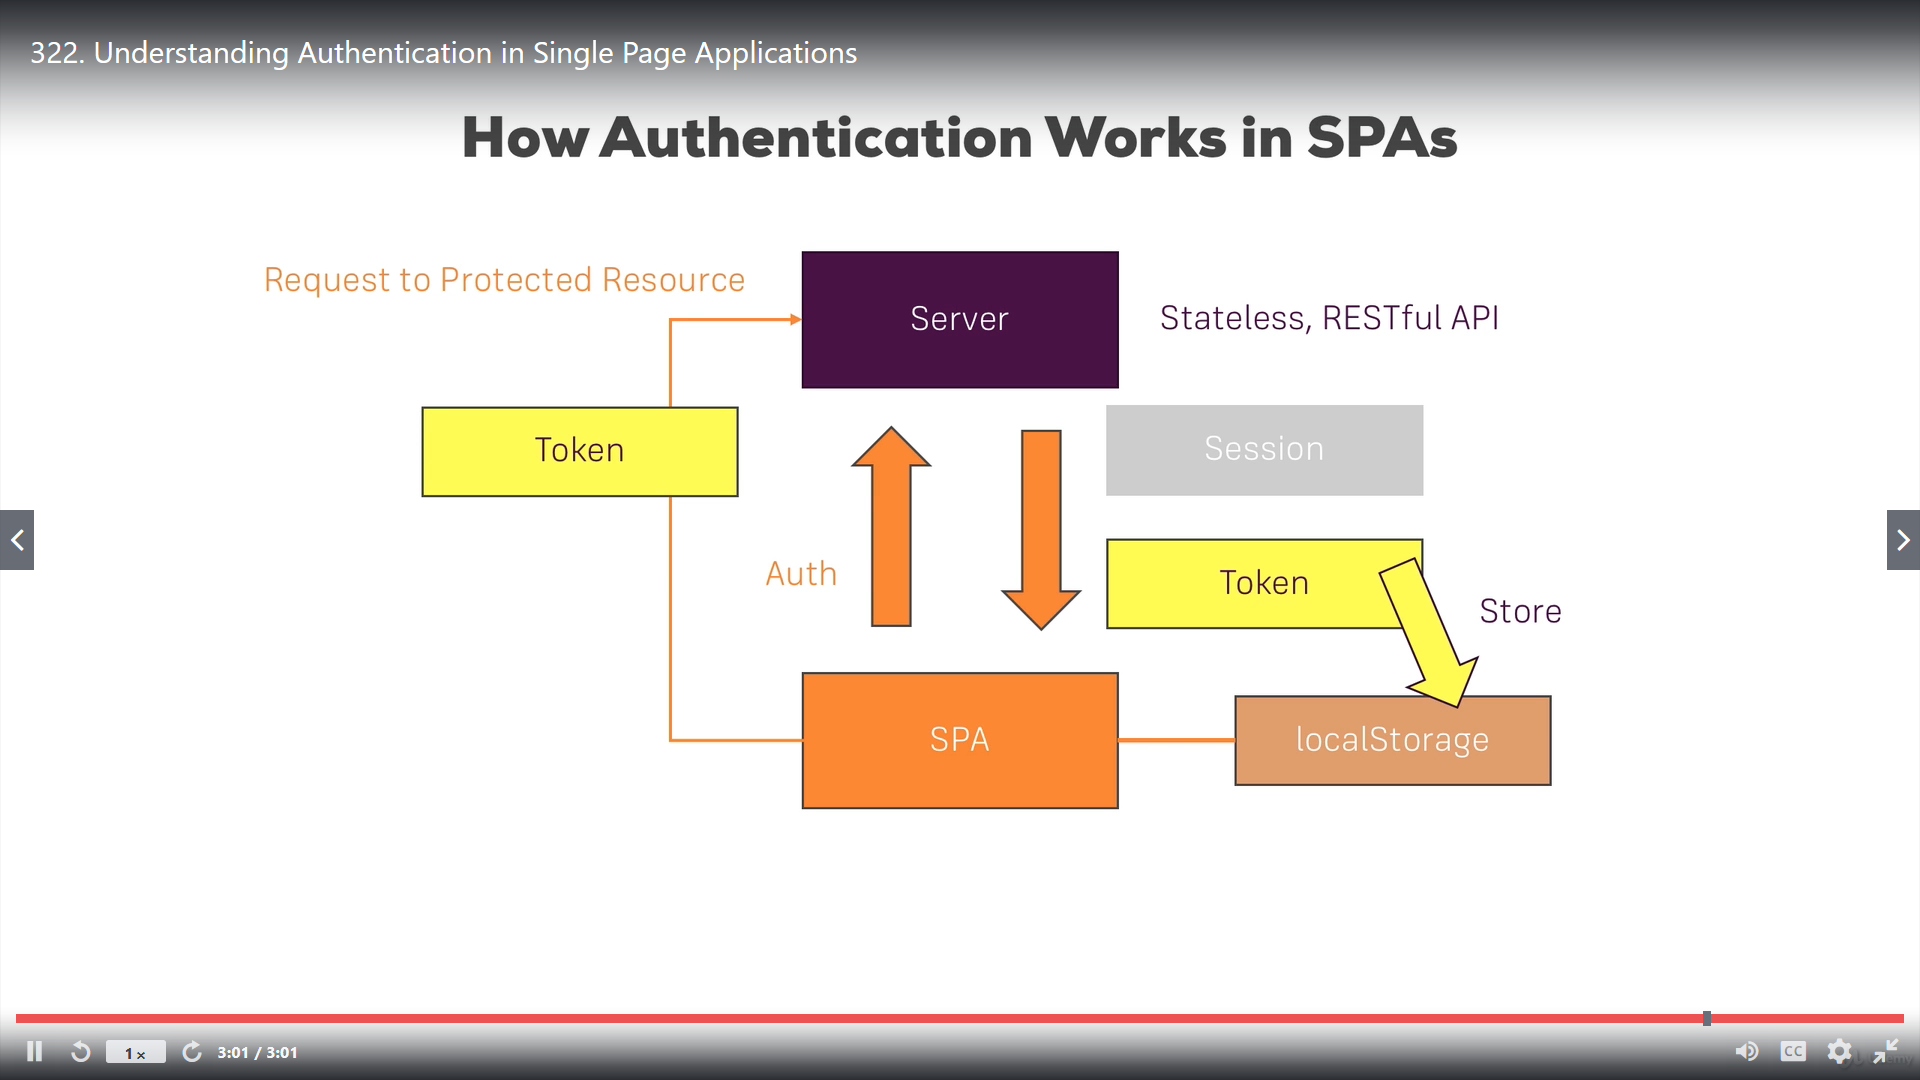 322. Understanding Authentication in Single Page Applications
How Authentication Works in SPAs
Request to Protected Resource
Server
Stateless, RESTful API
Token
Session
Auth
Token
Store
SPA
localStorage
1 x
3:01 / 3:01
CC